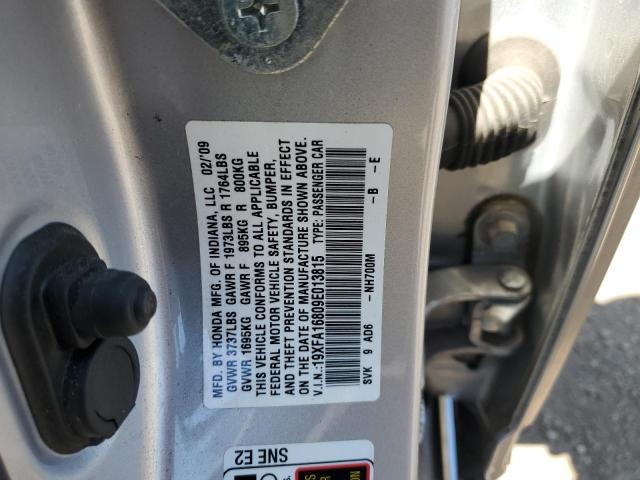 MFD. BY HONDA MFG. OF INDIANA, LLC 02/'09
GVWR 3737LBS GAWR F 1973LBS R 1764LBS
GVWR 1695KG GAWR F 895KG R 800KG
THIS VEHICLE CONFORMS TO ALL APPLICABLE
FEDERAL MOTOR VEHICLE SAFETY, BUMPER,
AND THEFT PREVENTION STANDARDS IN EFFECT
ON THE DATE OF MANUFACTURE SHOWN ABOVE.
V.I.N.:19XFA16809E013815 TYPE: PASSENGER CAR
SVK 9 AD6 -NH700M -B -E
SNE E2